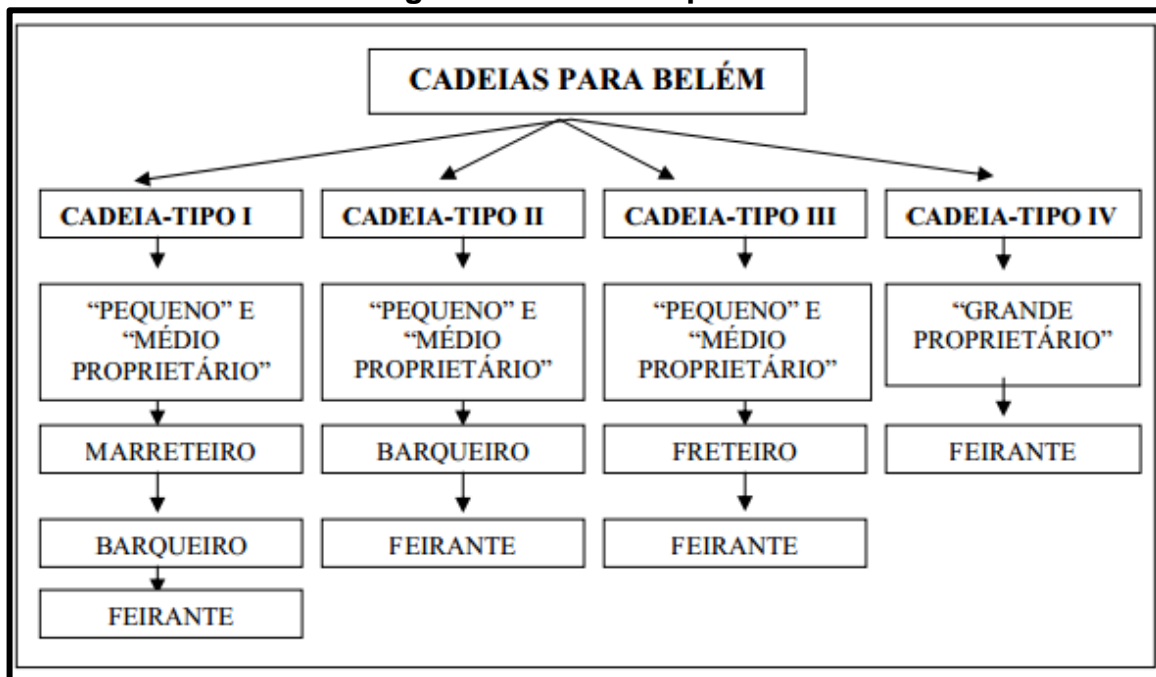 CADEIAS PARA BELÉM
CADEIA-TIPO I
CADEIA-TIPO II
CADEIA-TIPO III
CADEIA-TIPO IV
“PEQUENO” E
“MÉDIO
PROPRIETÁRIO”
“PEQUENO” E
“MÉDIO
PROPRIETÁRIO”
“PEQUENO” E
“MÉDIO
PROPRIETÁRIO”
“GRANDE
PROPRIETÁRIO”
MARRETEIRO
BARQUEIRO
FRETEIRO
FEIRANTE
BARQUEIRO
FEIRANTE
FEIRANTE
FEIRANTE